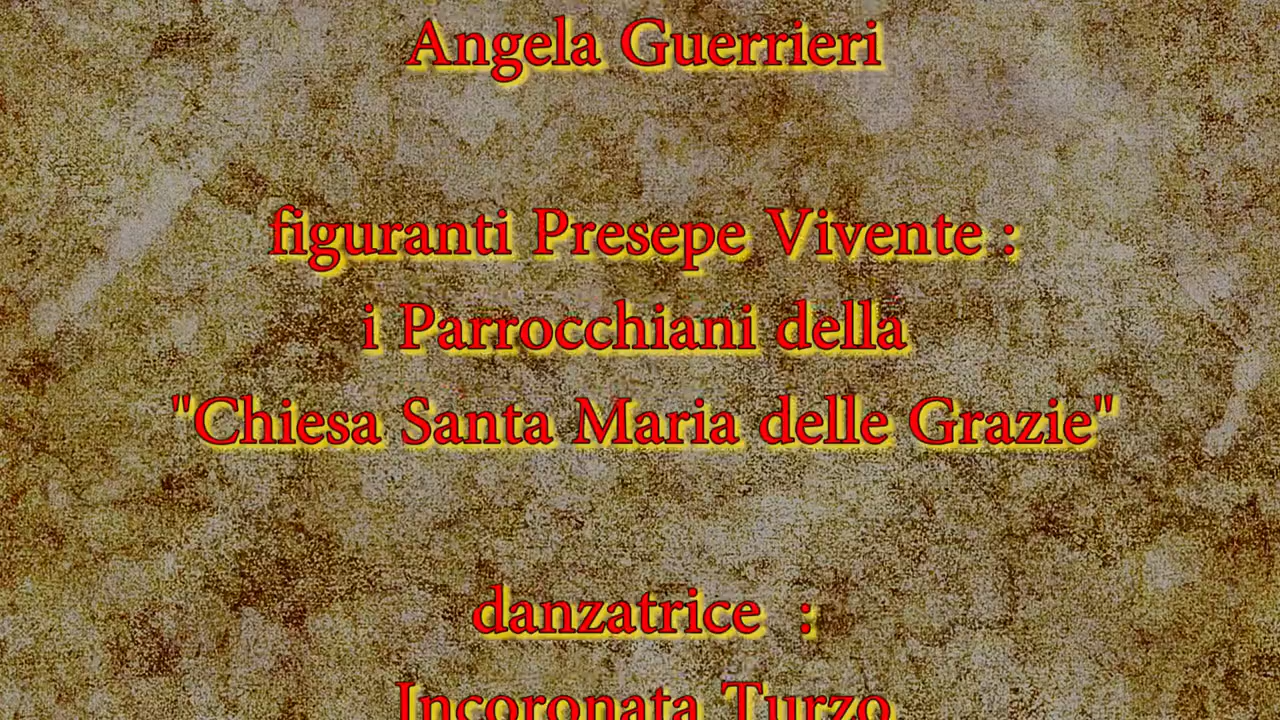 Angela Guerrieri
figuranti Presepe Vivente :
i Parrocchiani della
"Chiesa Santa Maria delle Grazie"
danzatrice :
Incoronata Turzo